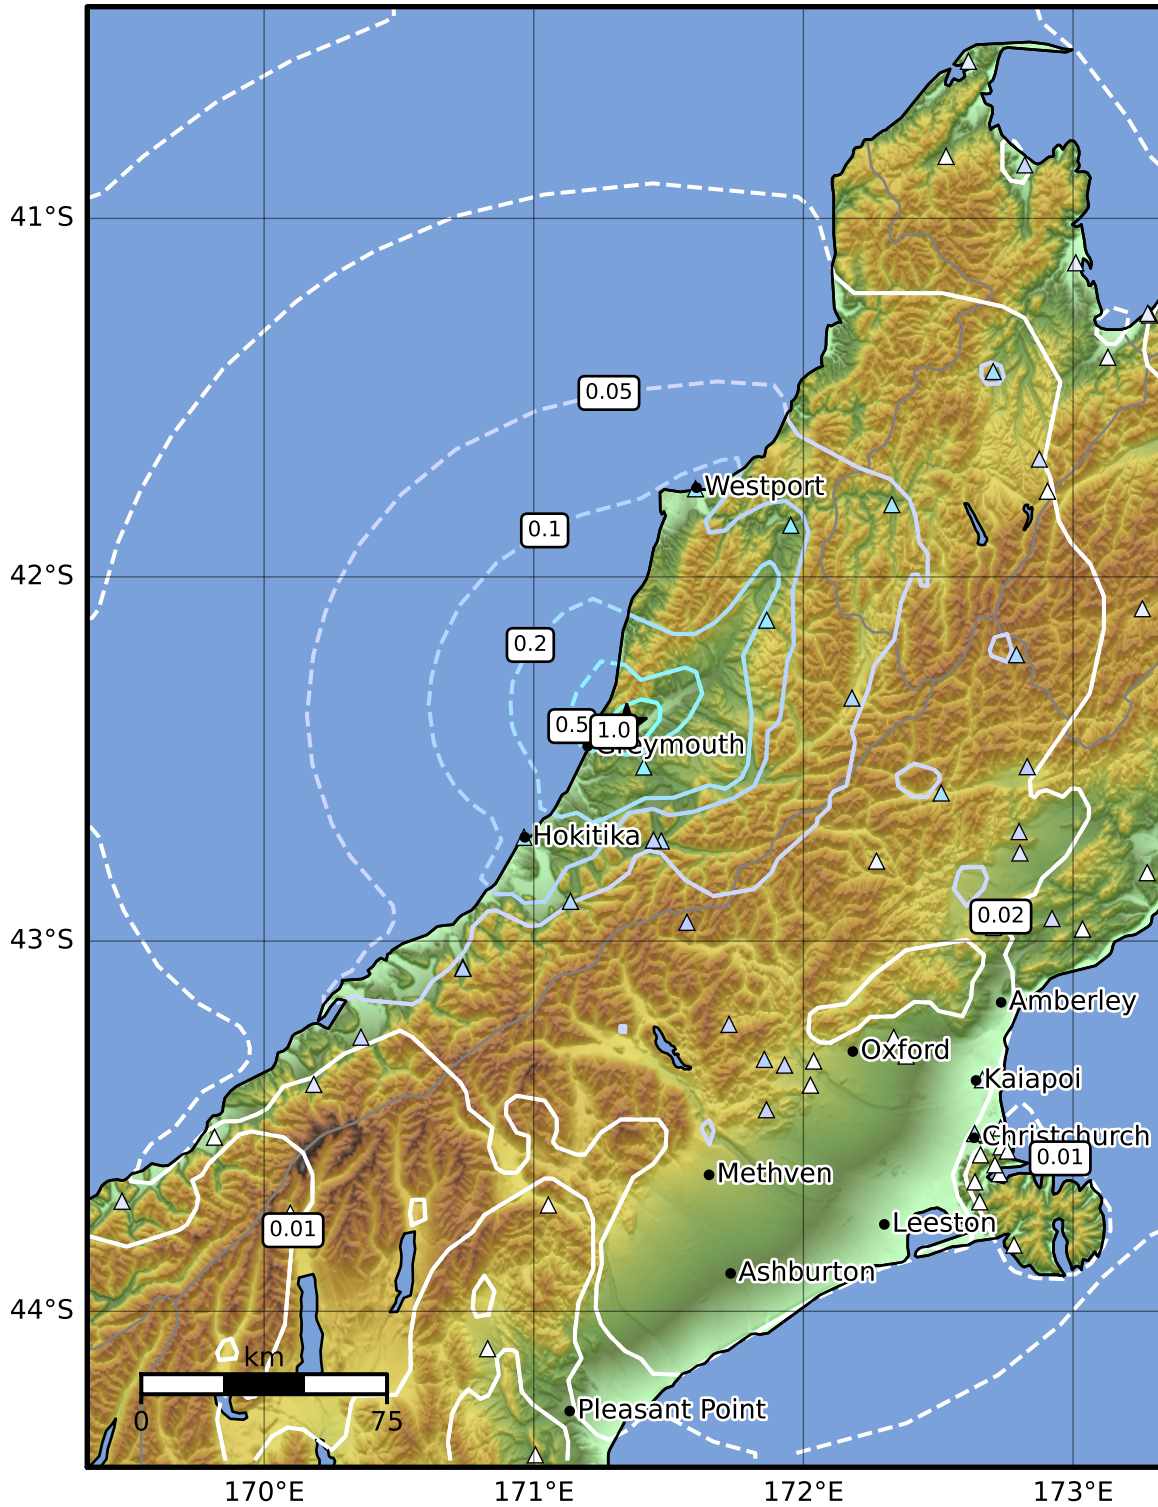 41°S
0.05
Westport
0.1
42°S
0.2
0.5
1.0
Greymouth
Hokitika
0.02
43°S
Amberley
Oxford
Kaiapoi
Christchurch
0.01
Methven
Leeston
0.01
Ashburton
44°S
km
0
75
Pleasant Point
170°E
171°E
172°E
173°E